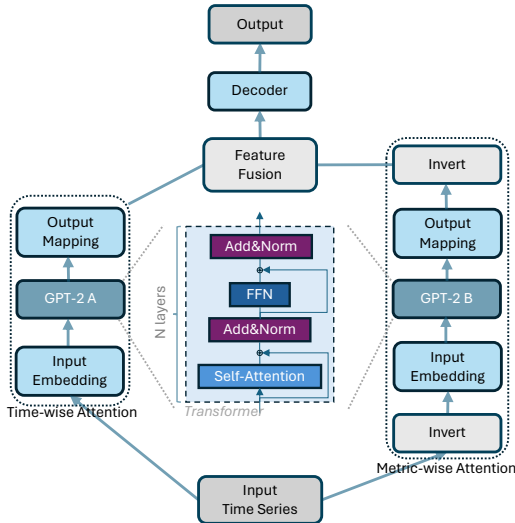 Output
Decoder
Feature
Fusion
Invert
Output
Mapping
Output
Mapping
Add&Norm
GPT-2 A
FFN
GPT-2 B
N layers
Add&Norm
Input
Embedding
Self-Attention
Input
Embedding
Time-wise Attention
Transformer
Invert
Metric-wise Attention
Input
Time Series